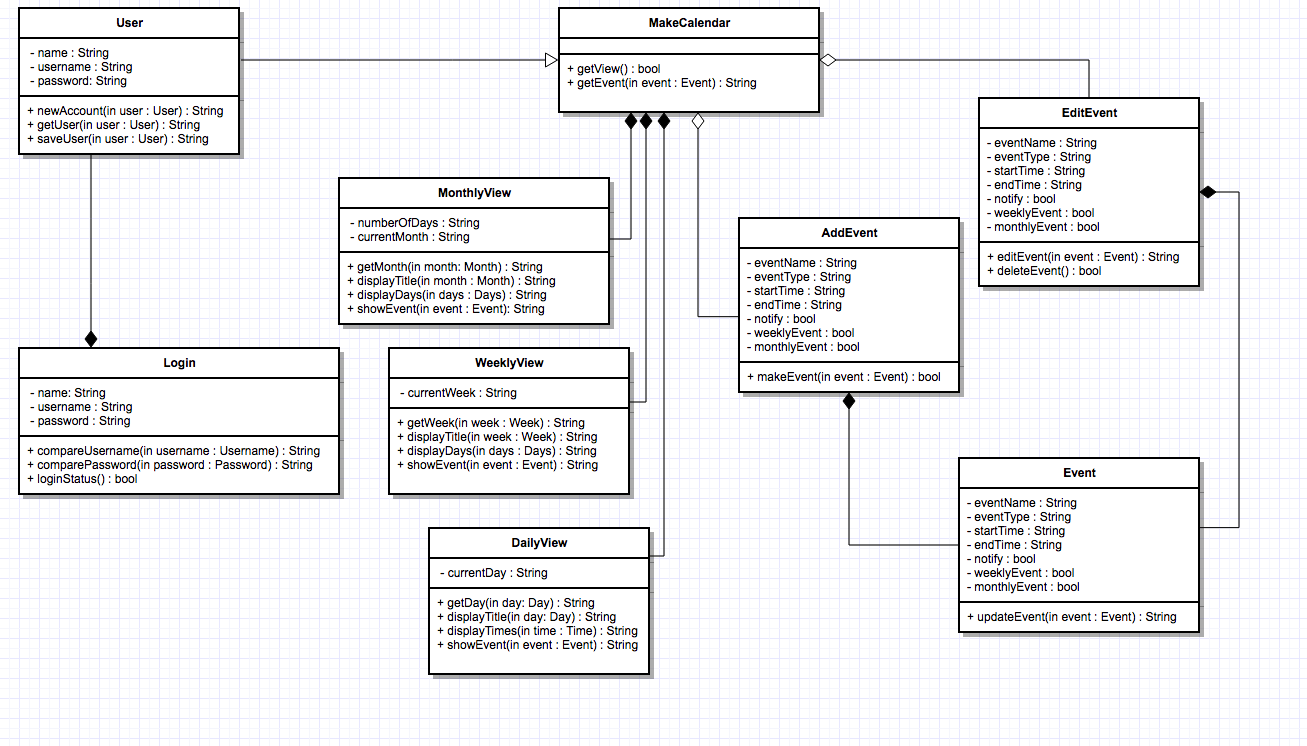 User
- name : String
- username : String
- password: String
+ newAccount(in user : User) : String
+ getUser(in user : User) : String
+ saveUser(in user : User) : String
MakeCalendar
+ getView() : bool
+ getEvent(in event : Event) : String
EditEvent
- eventName : String
- eventType : String
- startTime : String
- endTime : String
- notify : bool
- weeklyEvent : bool
- monthlyEvent : bool
+ editEvent(in event : Event) : String
+ deleteEvent() : bool
MonthlyView
- numberOfDays : String
- currentMonth : String
+ getMonth(in month: Month) : String
+ displayTitle(in month : Month) : String
+ displayDays(in days : Days) : String
+ showEvent(in event : Event): String
AddEvent
- eventName : String
- eventType : String
- startTime : String
- endTime : String
- notify : bool
- weeklyEvent : bool
- monthlyEvent : bool
+ makeEvent(in event : Event) : bool
Login
- name: String
- username : String
- password : String
+ compareUsername(in username : Username) : String
+ comparePassword(in password : Password) : String
+ loginStatus() : bool
WeeklyView
- currentWeek : String
+ getWeek(in week : Week) : String
+ displayTitle(in week : Week) : String
+ displayDays(in days : Days) : String
+ showEvent(in event : Event) : String
Event
- eventName : String
- eventType : String
- startTime : String
- endTime : String
- notify : bool
- weeklyEvent : bool
- monthlyEvent : bool
+ updateEvent(in event : Event) : String
DailyView
- currentDay : String
+ getDay(in day: Day) : String
+ displayTitle(in day: Day) : String
+ displayTimes(in time : Time) : String
+ showEvent(in event : Event) : String